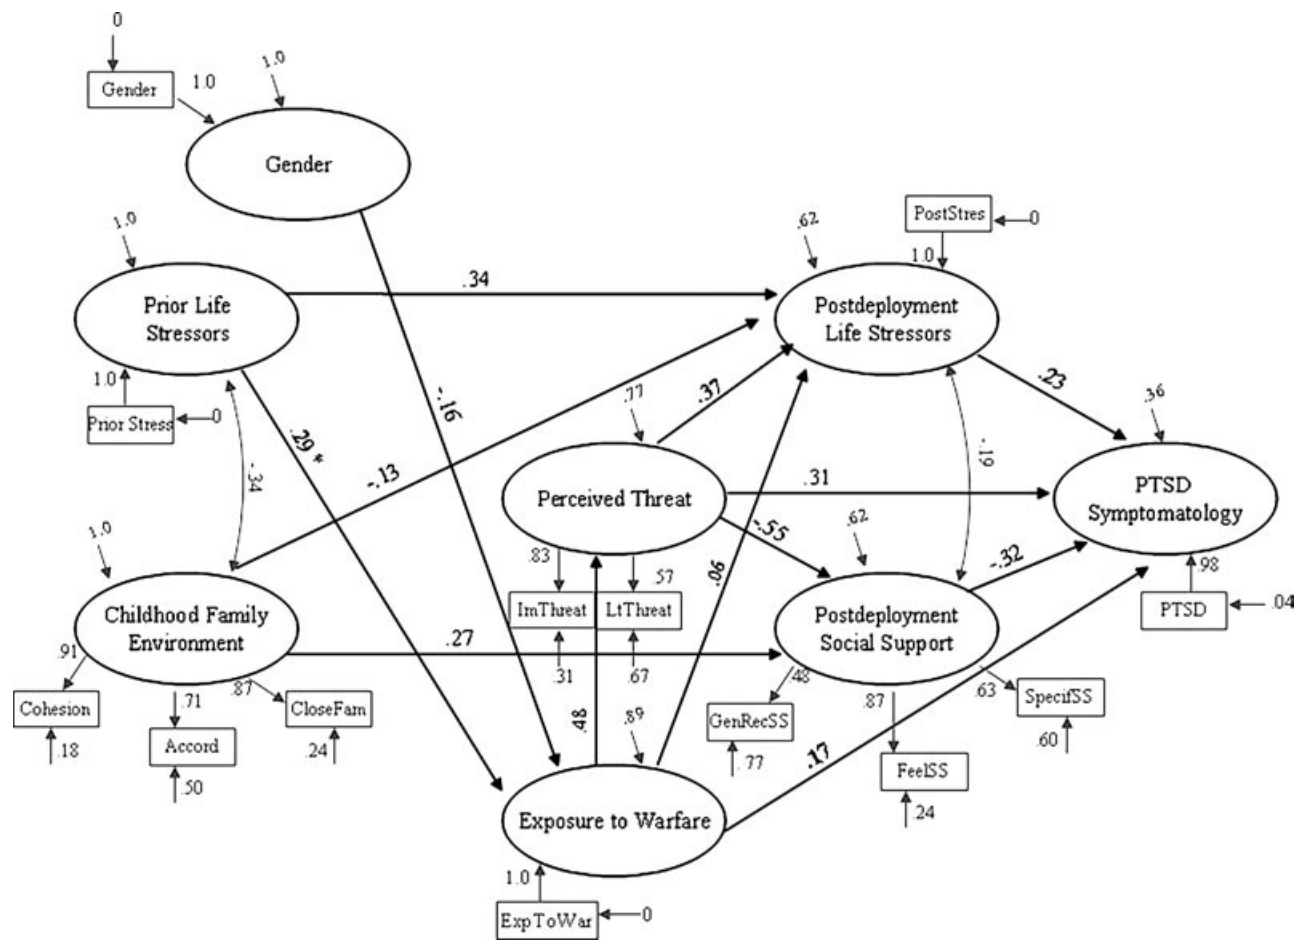 0
Gender
1.0
1.0
Gender
1.0
Prior Life
Stressors
1.0
Prior Stress
0
.34
-.16
.29 *
-.34
-.13
1.0
Childhood Family
Environment
.91
.71
.87
Cohesion
.18
Accord
.50
CloseFam
.24
.27
.77
Perceived Threat
.83
.57
ImThreat
LtThreat
.31
.67
.48
.37
.31
-.55
.06
.89
Exposure to Warfare
1.0
ExpToWar
0
.17
PostStres
0
.62
1.0
Postdeployment
Life Stressors
.23
-.19
.62
Postdeployment
Social Support
.48
.87
.63
GenRecSS
.77
FeelSS
.24
SpecifSS
.60
-.32
.36
PTSD
Symptomatology
.98
PTSD
.04